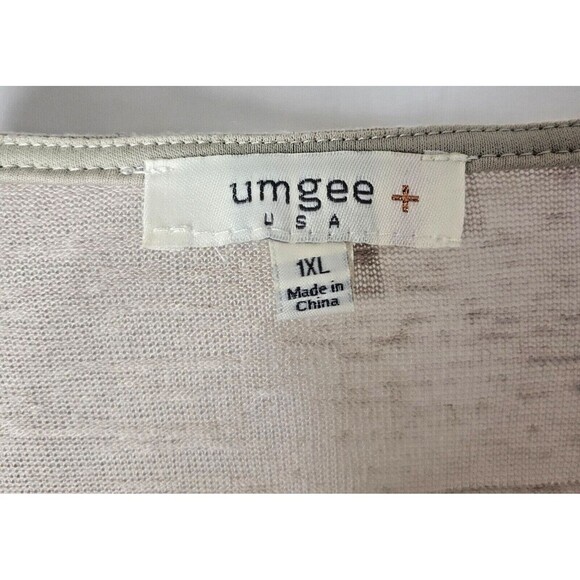 umgee +
USA
1XL
Made in
China